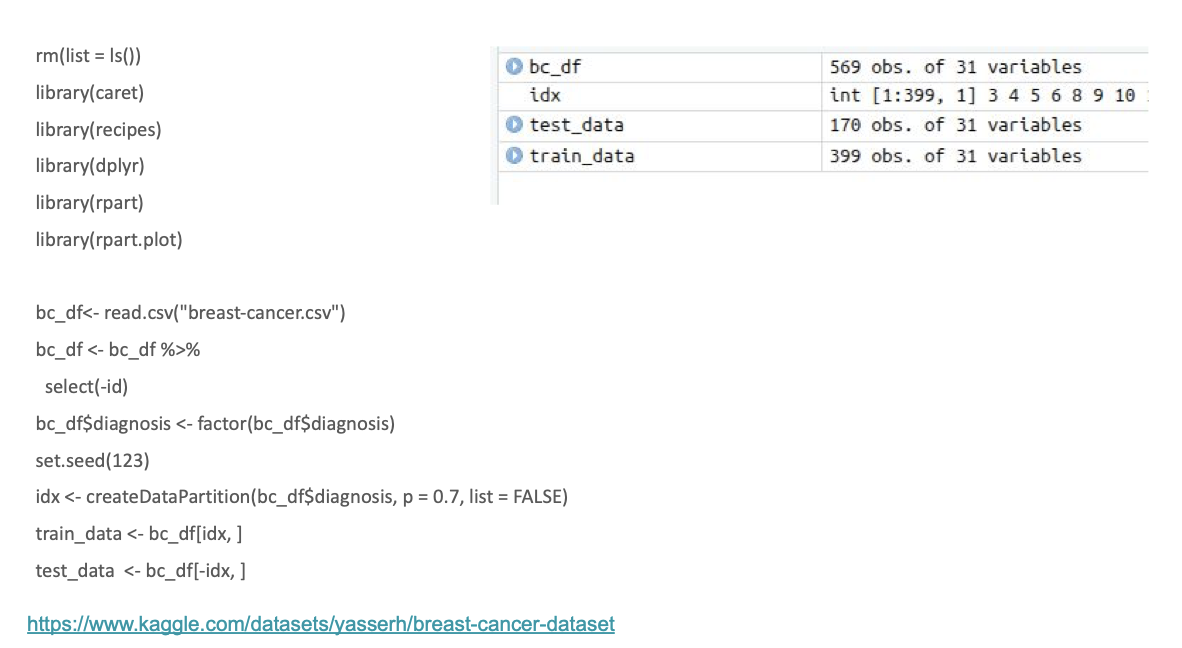 rm(list = ls())
library(caret)
library(recipes)
library(dplyr)
library(rpart)
library(rpart.plot)
bc_df 569 obs. of 31 variables
idx int [1:399, 1] 3 4 5 6 8 9 10
test_data 170 obs. of 31 variables
train_data 399 obs. of 31 variables
bc_df<- read.csv("breast-cancer.csv")
bc_df <- bc_df %>%
select(-id)
bc_df$diagnosis <- factor(bc_df$diagnosis)
set.seed(123)
idx <- createDataPartition(bc_df$diagnosis, p = 0.7, list = FALSE)
train_data <- bc_df[idx, ]
test_data <- bc_df[-idx, ]
https://www.kaggle.com/datasets/yasserh/breast-cancer-dataset